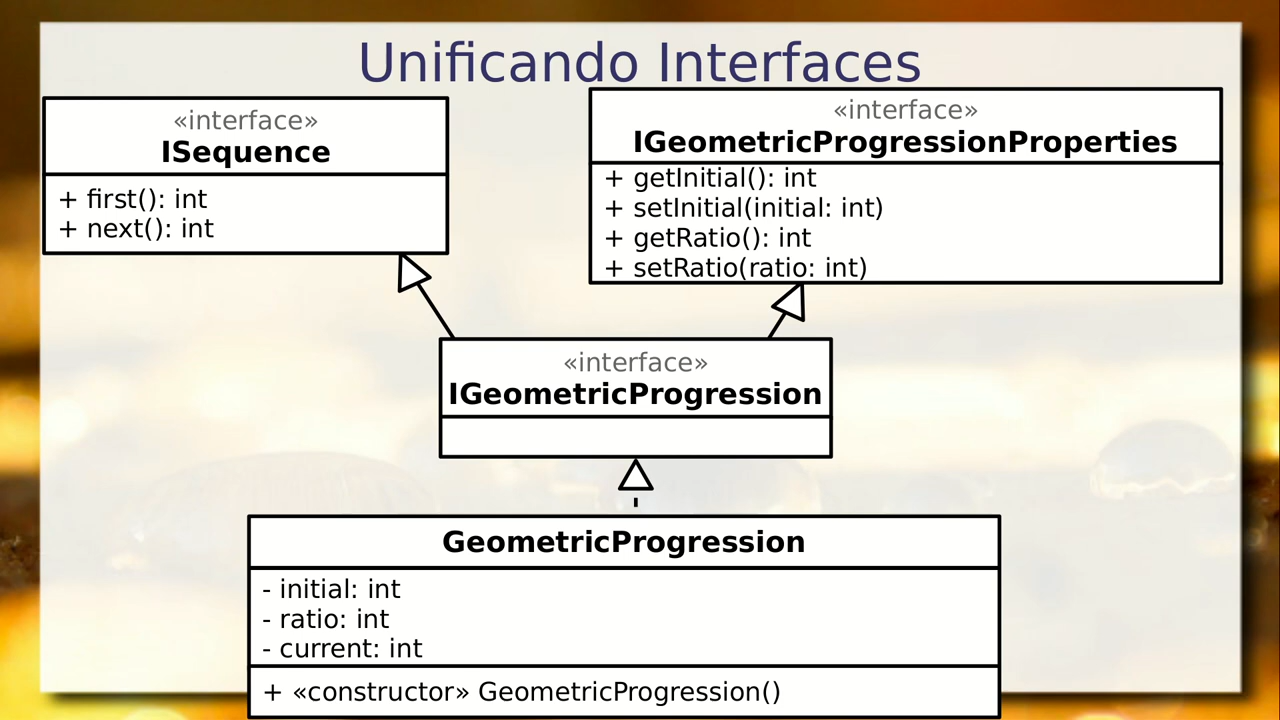 Unificando Interfaces
«interface»
ISequence
+ first(): int
+ next(): int
«interface»
IGeometricProgressionProperties
+ getInitial(): int
+ setInitial(initial: int)
+ getRatio(): int
+ setRatio(ratio: int)
«interface»
IGeometricProgression
GeometricProgression
- initial: int
- ratio: int
- current: int
+ «constructor» GeometricProgression()